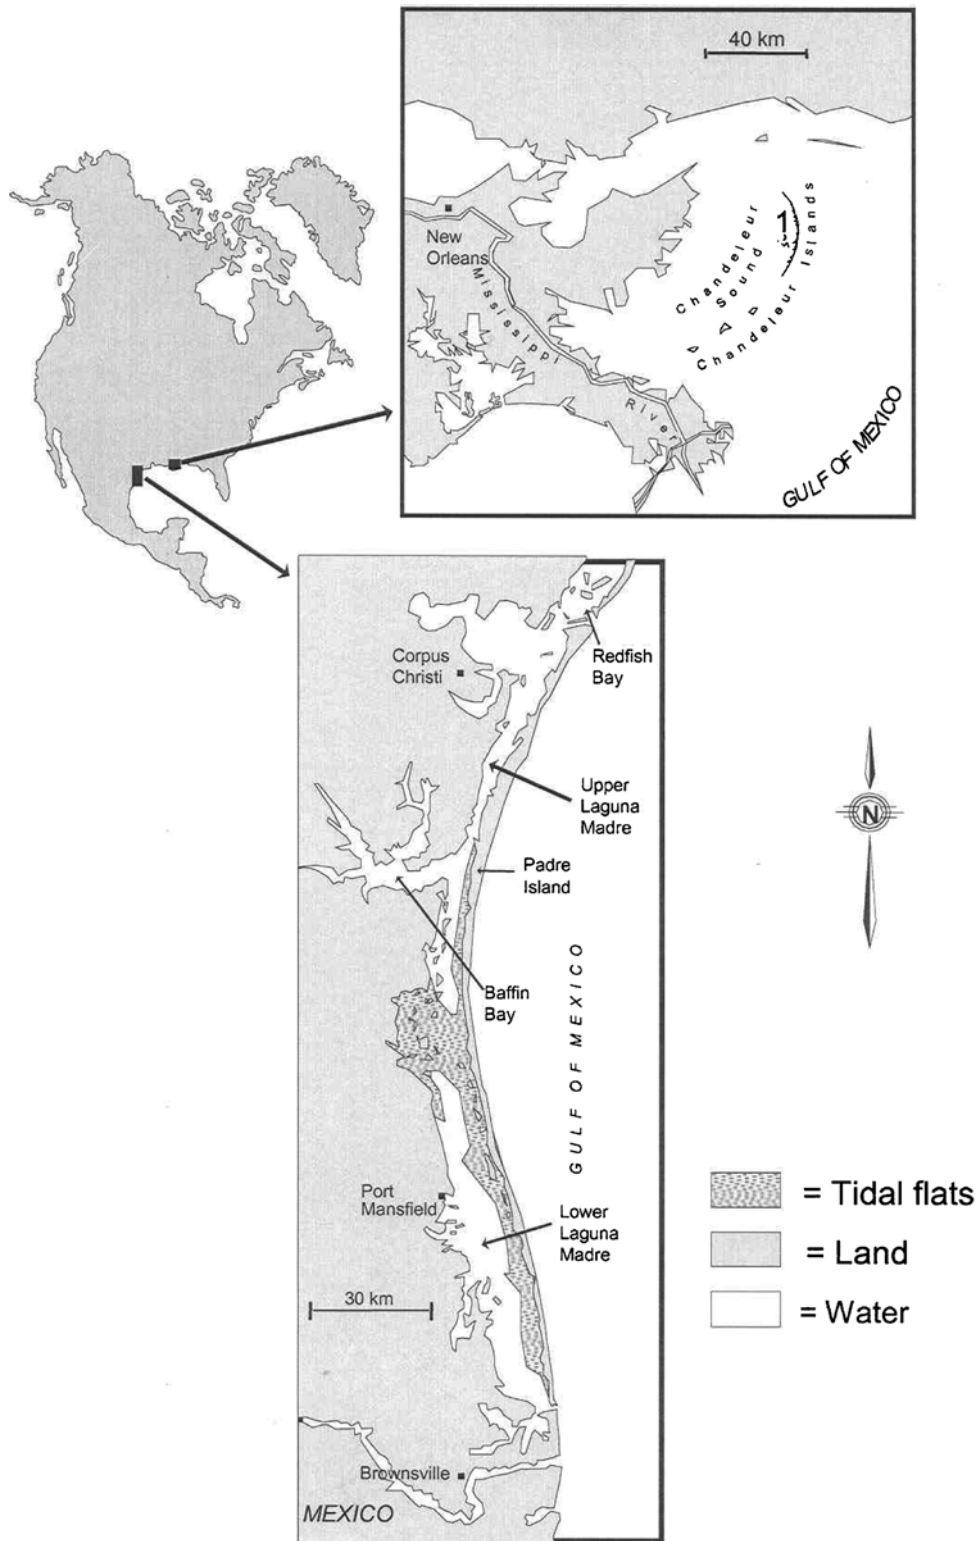 40 km
New
Orleans
Mississippi
River
Chandeleur
Sound
Chandeleur Islands
1
GULF OF MEXICO
Corpus
Christi
Redfish
Bay
Upper
Laguna
Madre
Padre
Island
Baffin
Bay
GULF OF MEXICO
Port
Mansfield
Lower
Laguna
Madre
30 km
Brownsville
MEXICO
N
= Tidal flats
= Land
= Water